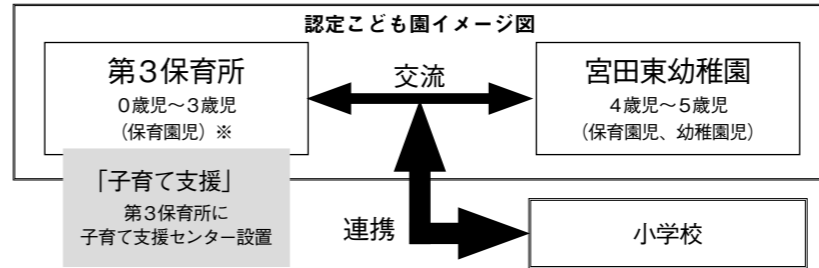 認定こども園イメージ図
第3保育所
0歳児~3歳児
(保育園児)※
交流
宮田東幼稚園
4歳児~5歳児
(保育園児、幼稚園児)
「子育て支援」
第3保育所に
子育て支援センター設置
連携
小学校